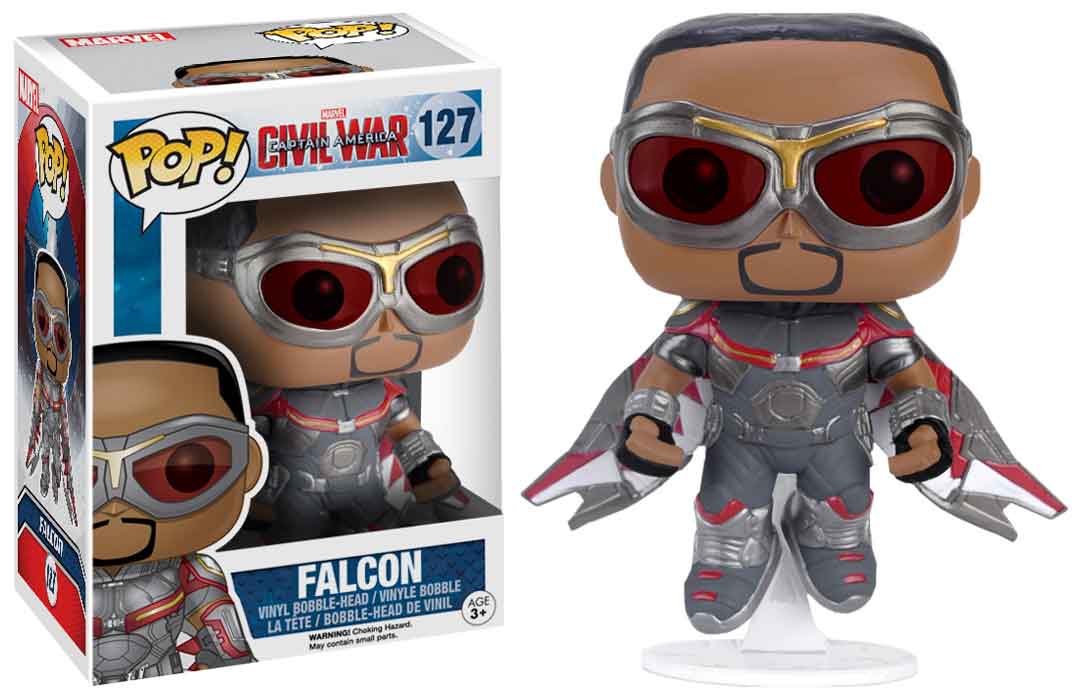 MARVEL
MARVEL
POP!
POP!
MARVEL
CIVIL WAR
CAPTAIN AMERICA
127
FALCON
127
FALCON
VINYL BOBBLE-HEAD / VINYLE BOBBLE
LA TÊTE / BOBBLE-HEAD DE VINIL
WARNING! Choking Hazard.
May contain small parts.
AGE
3+